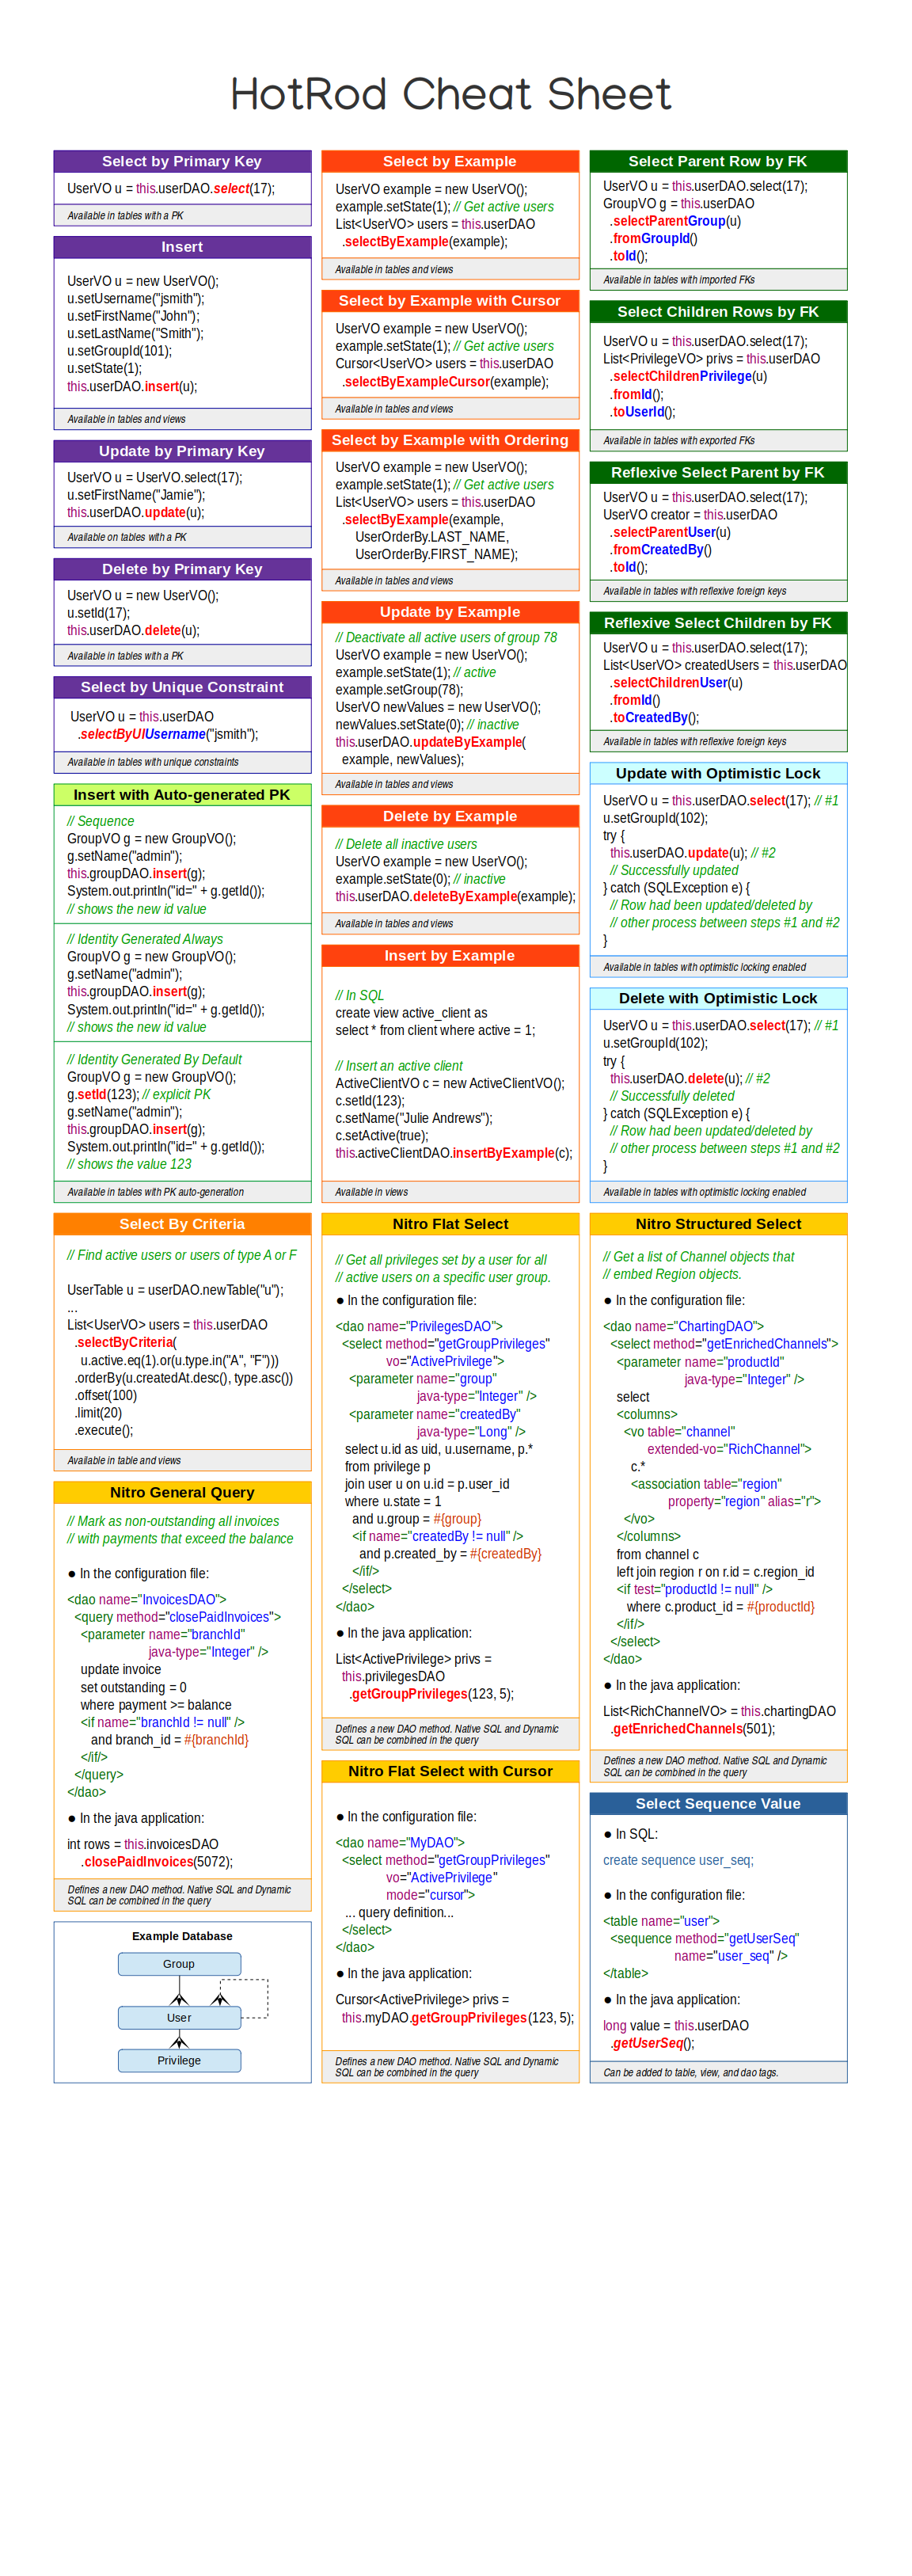 HotRod Cheat Sheet
Select by Primary Key
UserVO u = this.userDAO.select(17);
Available in tables with a PK
Insert
UserVO u = new UserVO();
u.setUsername("jsmith");
u.setFirstName("John");
u.setLastName("Smith");
u.setGroupId(101);
u.setState(1);
this.userDAO.insert(u);
Available in tables and views
Update by Primary Key
UserVO u = UserVO.select(17);
u.setFirstName("Jamie");
this.userDAO.update(u);
Available on tables with a PK
Delete by Primary Key
UserVO u = new UserVO();
u.setId(17);
this.userDAO.delete(u);
Available in tables with a PK
Select by Unique Constraint
UserVO u = this.userDAO
.selectByUIUsername("jsmith");
Available in tables with unique constraints
Insert with Auto-generated PK
// Sequence
GroupVO g = new GroupVO();
g.setName("admin");
this.groupDAO.insert(g);
System.out.println("id=" + g.getId());
// shows the new id value
// Identity Generated Always
GroupVO g = new GroupVO();
g.setName("admin");
this.groupDAO.insert(g);
System.out.println("id=" + g.getId());
// shows the new id value
// Identity Generated By Default
GroupVO g = new GroupVO();
g.setId(123); // explicit PK
g.setName("admin");
this.groupDAO.insert(g);
System.out.println("id=" + g.getId());
// shows the value 123
Available in tables with PK auto-generation
Select By Criteria
// Find active users or users of type A or F
UserTable u = userDAO.newTable("u");
...
List<UserVO> users = this.userDAO
.selectByCriteria(
u.active.eq(1).or(u.type.in("A", "F")))
.orderBy(u.createdAt.desc(), type.asc())
.offset(100)
.limit(20)
.execute();
Available in table and views
Nitro General Query
// Mark as non-outstanding all invoices
// with payments that exceed the balance
● In the configuration file:
<dao name="InvoicesDAO">
<query method="closePaidInvoices">
<parameter name="branchId"
java-type="Integer" />
update invoice
set outstanding = 0
where payment >= balance
<if name="branchId != null" />
and branch_id = #{branchId}
</if/>
</query>
</dao>
● In the java application:
int rows = this.invoicesDAO
.closePaidInvoices(5072);
Defines a new DAO method. Native SQL and Dynamic
SQL can be combined in the query
Example Database
Group
User
Privilege
Select by Example
UserVO example = new UserVO();
example.setState(1); // Get active users
List<UserVO> users = this.userDAO
.selectByExample(example);
Available in tables and views
Select by Example with Cursor
UserVO example = new UserVO();
example.setState(1); // Get active users
Cursor<UserVO> users = this.userDAO
.selectByExampleCursor(example);
Available in tables and views
Select by Example with Ordering
UserVO example = new UserVO();
example.setState(1); // Get active users
List<UserVO> users = this.userDAO
.selectByExample(example,
UserOrderBy.LAST_NAME,
UserOrderBy.FIRST_NAME);
Available in tables and views
Update by Example
// Deactivate all active users of group 78
UserVO example = new UserVO();
example.setState(1); // active
example.setGroup(78);
UserVO newValues = new UserVO();
newValues.setState(0); // inactive
this.userDAO.updateByExample(
example, newValues);
Available in tables and views
Delete by Example
// Delete all inactive users
UserVO example = new UserVO();
example.setState(0); // inactive
this.userDAO.deleteByExample(example);
Available in tables and views
Insert by Example
// In SQL
create view active_client as
select * from client where active = 1;
// Insert an active client
ActiveClientVO c = new ActiveClientVO();
c.setId(123);
c.setName("Julie Andrews");
c.setActive(true);
this.activeClientDAO.insertByExample(c);
Available in views
Nitro Flat Select
// Get all privileges set by a user for all
// active users on a specific user group.
● In the configuration file:
<dao name="PrivilegesDAO">
<select method="getGroupPrivileges"
vo="ActivePrivilege">
<parameter name="group"
java-type="Integer" />
<parameter name="createdBy"
java-type="Long" />
select u.id as uid, u.username, p.*
from privilege p
join user u on u.id = p.user_id
where u.state = 1
and u.group = #{group}
<if name="createdBy != null" />
and p.created_by = #{createdBy}
</if/>
</select>
</dao>
● In the java application:
List<ActivePrivilege> privs =
this.privilegesDAO
.getGroupPrivileges(123, 5);
Defines a new DAO method. Native SQL and Dynamic
SQL can be combined in the query
Nitro Flat Select with Cursor
● In the configuration file:
<dao name="MyDAO">
<select method="getGroupPrivileges"
vo="ActivePrivilege"
mode="cursor">
... query definition...
</select>
</dao>
● In the java application:
Cursor<ActivePrivilege> privs =
this.myDAO.getGroupPrivileges(123, 5);
Defines a new DAO method. Native SQL and Dynamic
SQL can be combined in the query
Select Parent Row by FK
UserVO u = this.userDAO.select(17);
GroupVO g = this.userDAO
.selectParentGroup(u)
.fromGroupId()
.toId();
Available in tables with imported FKs
Select Children Rows by FK
UserVO u = this.userDAO.select(17);
List<PrivilegeVO> privs = this.userDAO
.selectChildrenPrivilege(u)
.fromId();
.toUserId();
Available in tables with exported FKs
Reflexive Select Parent by FK
UserVO u = this.userDAO.select(17);
UserVO creator = this.userDAO
.selectParentUser(u)
.fromCreatedBy()
.toId();
Available in tables with reflexive foreign keys
Reflexive Select Children by FK
UserVO u = this.userDAO.select(17);
List<UserVO> createdUsers = this.userDAO
.selectChildrenUser(u)
.fromId()
.toCreatedBy();
Available in tables with reflexive foreign keys
Update with Optimistic Lock
UserVO u = this.userDAO.select(17); // #1
u.setGroupId(102);
try {
this.userDAO.update(u); // #2
// Successfully updated
} catch (SQLException e) {
// Row had been updated/deleted by
// other process between steps #1 and #2
}
Available in tables with optimistic locking enabled
Delete with Optimistic Lock
UserVO u = this.userDAO.select(17); // #1
u.setGroupId(102);
try {
this.userDAO.delete(u); // #2
// Successfully deleted
} catch (SQLException e) {
// Row had been updated/deleted by
// other process between steps #1 and #2
}
Available in tables with optimistic locking enabled
Nitro Structured Select
// Get a list of Channel objects that
// embed Region objects.
● In the configuration file:
<dao name="ChartingDAO">
<select method="getEnrichedChannels">
<parameter name="productId"
java-type="Integer" />
select
<columns>
<vo table="channel"
extended-vo="RichChannel">
c.*
<association table="region"
property="region" alias="r">
</vo>
</columns>
from channel c
left join region r on r.id = c.region_id
<if test="productId != null" />
where c.product_id = #{productId}
</if/>
</select>
</dao>
● In the java application:
List<RichChannelVO> = this.chartingDAO
.getEnrichedChannels(501);
Defines a new DAO method. Native SQL and Dynamic
SQL can be combined in the query
Select Sequence Value
● In SQL:
create sequence user_seq;
● In the configuration file:
<table name="user">
<sequence method="getUserSeq"
name="user_seq" />
</table>
● In the java application:
long value = this.userDAO
.getUserSeq();
Can be added to table, view, and dao tags.